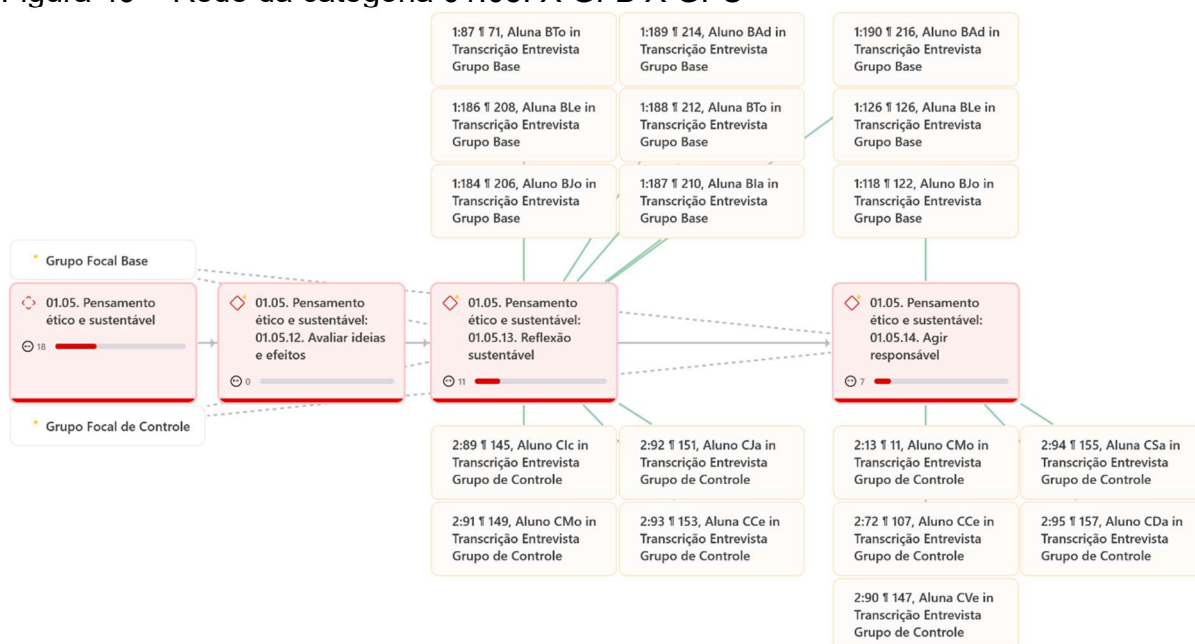 1:87 ¶ 71, Aluna BTo in
Transcrição Entrevista
Grupo Base
1:189 ¶ 214, Aluno BAd in
Transcrição Entrevista
Grupo Base
1:190 ¶ 216, Aluno BAd in
Transcrição Entrevista
Grupo Base
1:186 ¶ 208, Aluna BLe in
Transcrição Entrevista
Grupo Base
1:188 ¶ 212, Aluna BTo in
Transcrição Entrevista
Grupo Base
1:126 ¶ 126, Aluna BLe in
Transcrição Entrevista
Grupo Base
1:184 ¶ 206, Aluno BJo in
Transcrição Entrevista
Grupo Base
1:187 ¶ 210, Aluna BIa in
Transcrição Entrevista
Grupo Base
1:118 ¶ 122, Aluno BJo in
Transcrição Entrevista
Grupo Base
Grupo Focal Base
01.05. Pensamento
ético e sustentável
18
01.05. Pensamento
ético e sustentável:
01.05.12. Avaliar ideias
e efeitos
0
01.05. Pensamento
ético e sustentável:
01.05.13. Reflexão
sustentável
11
01.05. Pensamento
ético e sustentável:
01.05.14. Agir
responsável
7
Grupo Focal de Controle
2:89 ¶ 145, Aluno CIc in
Transcrição Entrevista
Grupo de Controle
2:92 ¶ 151, Aluno CJa in
Transcrição Entrevista
Grupo de Controle
2:13 ¶ 11, Aluno CMo in
Transcrição Entrevista
Grupo de Controle
2:94 ¶ 155, Aluna CSa in
Transcrição Entrevista
Grupo de Controle
2:91 ¶ 149, Aluno CMo in
Transcrição Entrevista
Grupo de Controle
2:93 ¶ 153, Aluna CCe in
Transcrição Entrevista
Grupo de Controle
2:72 ¶ 107, Aluno CCe in
Transcrição Entrevista
Grupo de Controle
2:95 ¶ 157, Aluno CDa in
Transcrição Entrevista
Grupo de Controle
2:90 ¶ 147, Aluna CVe in
Transcrição Entrevista
Grupo de Controle